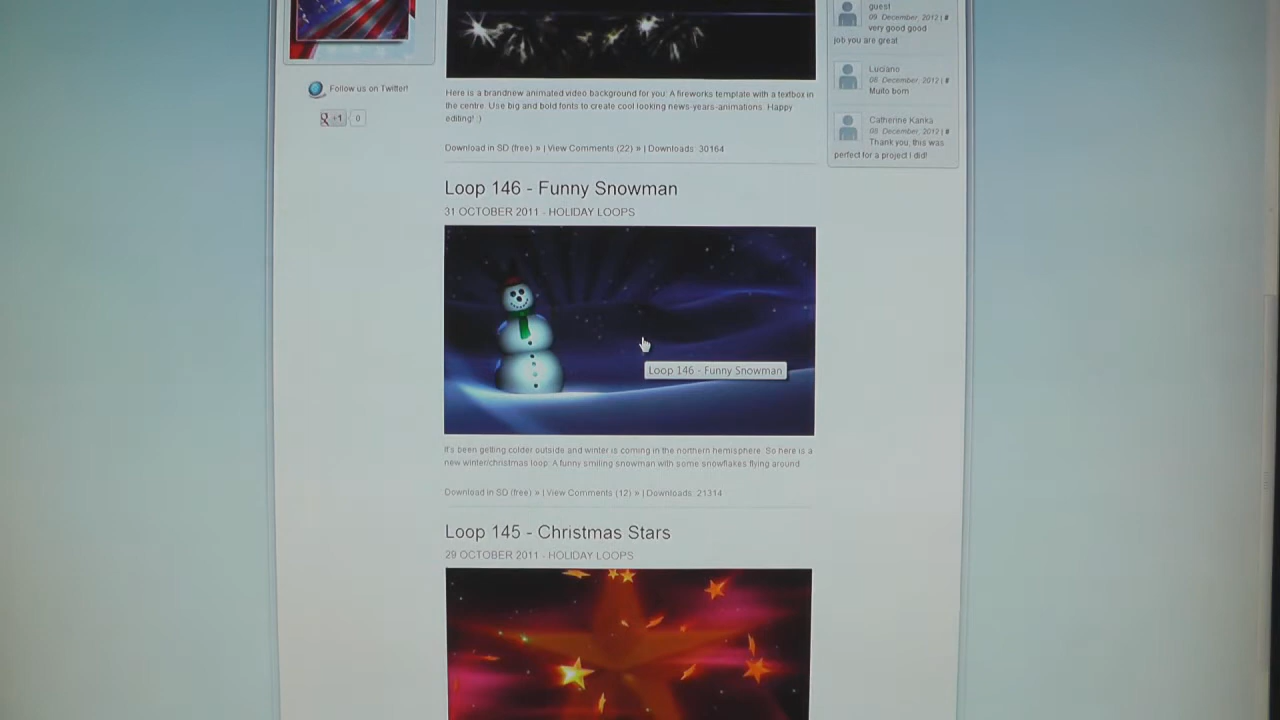 Follow us on Twitter!
+1
0
Here is a brandnew animated video background for you: A fireworks template with a textbox in
the centre. Use big and bold fonts to create cool looking news-years-animations. Happy
editing! :)
Download in SD (free) » | View Comments (22) » | Downloads: 30164
Loop 146 - Funny Snowman
31 OCTOBER 2011 - HOLIDAY LOOPS
Loop 146 - Funny Snowman
It's been getting colder outside and winter is coming in the northern hemisphere. So here is a
new winter/christmas loop: A funny smiling snowman with some snowflakes flying around.
Download in SD (free) » | View Comments (12) » | Downloads: 21314
Loop 145 - Christmas Stars
29 OCTOBER 2011 - HOLIDAY LOOPS
guest
09. December, 2012 | #
very good good
job you are great.
Luciano
06. December, 2012 | #
Muito bom
Catherine Kanka
03. December, 2012 | #
Thank you, this was
perfect for a project I did!